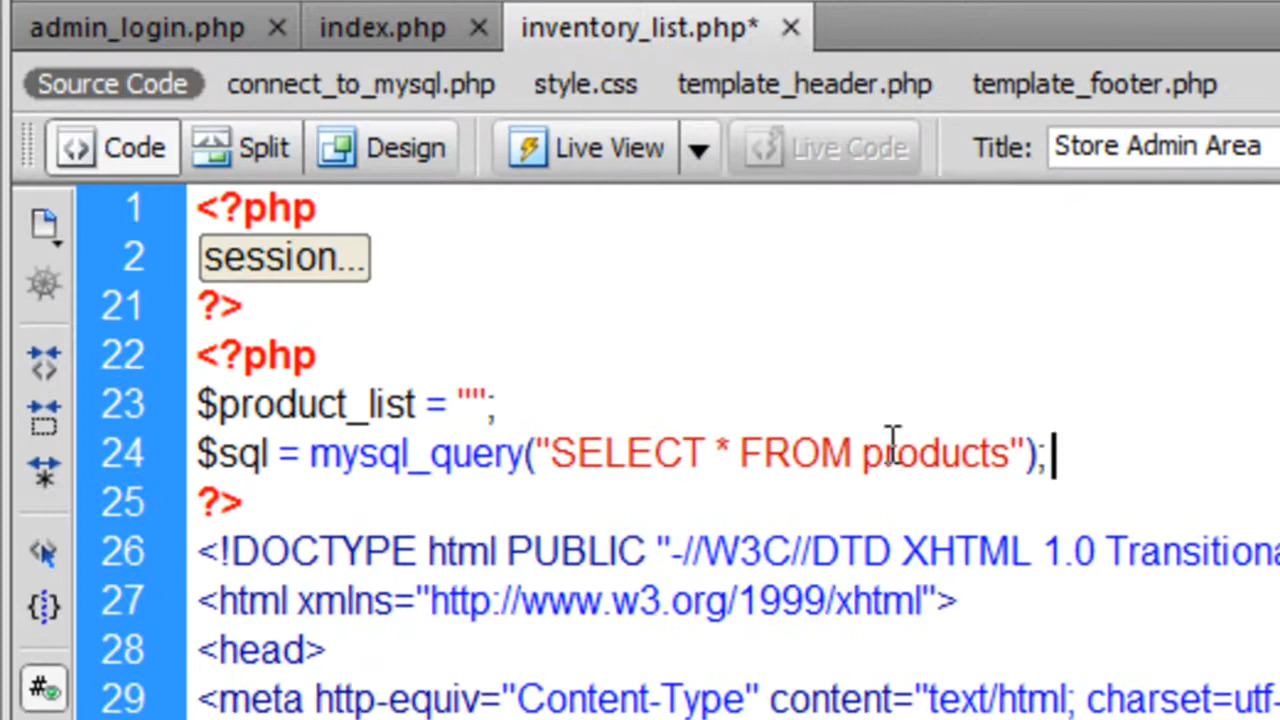 admin_login.php index.php inventory_list.php*
Source Code connect_to_mysql.php style.css template_header.php template_footer.php
Code Split Design Live View Live Code Title: Store Admin Area
1 <?php
2 session...
21 ?>
22 <?php
23 $product_list = "";
24 $sql = mysql_query("SELECT * FROM products");
25 ?>
26 <!DOCTYPE html PUBLIC "-//W3C//DTD XHTML 1.0 Transitiona
27 <html xmlns="http://www.w3.org/1999/xhtml">
28 <head>
29 <meta http-equiv="Content-Type" content="text/html; charset=utf-